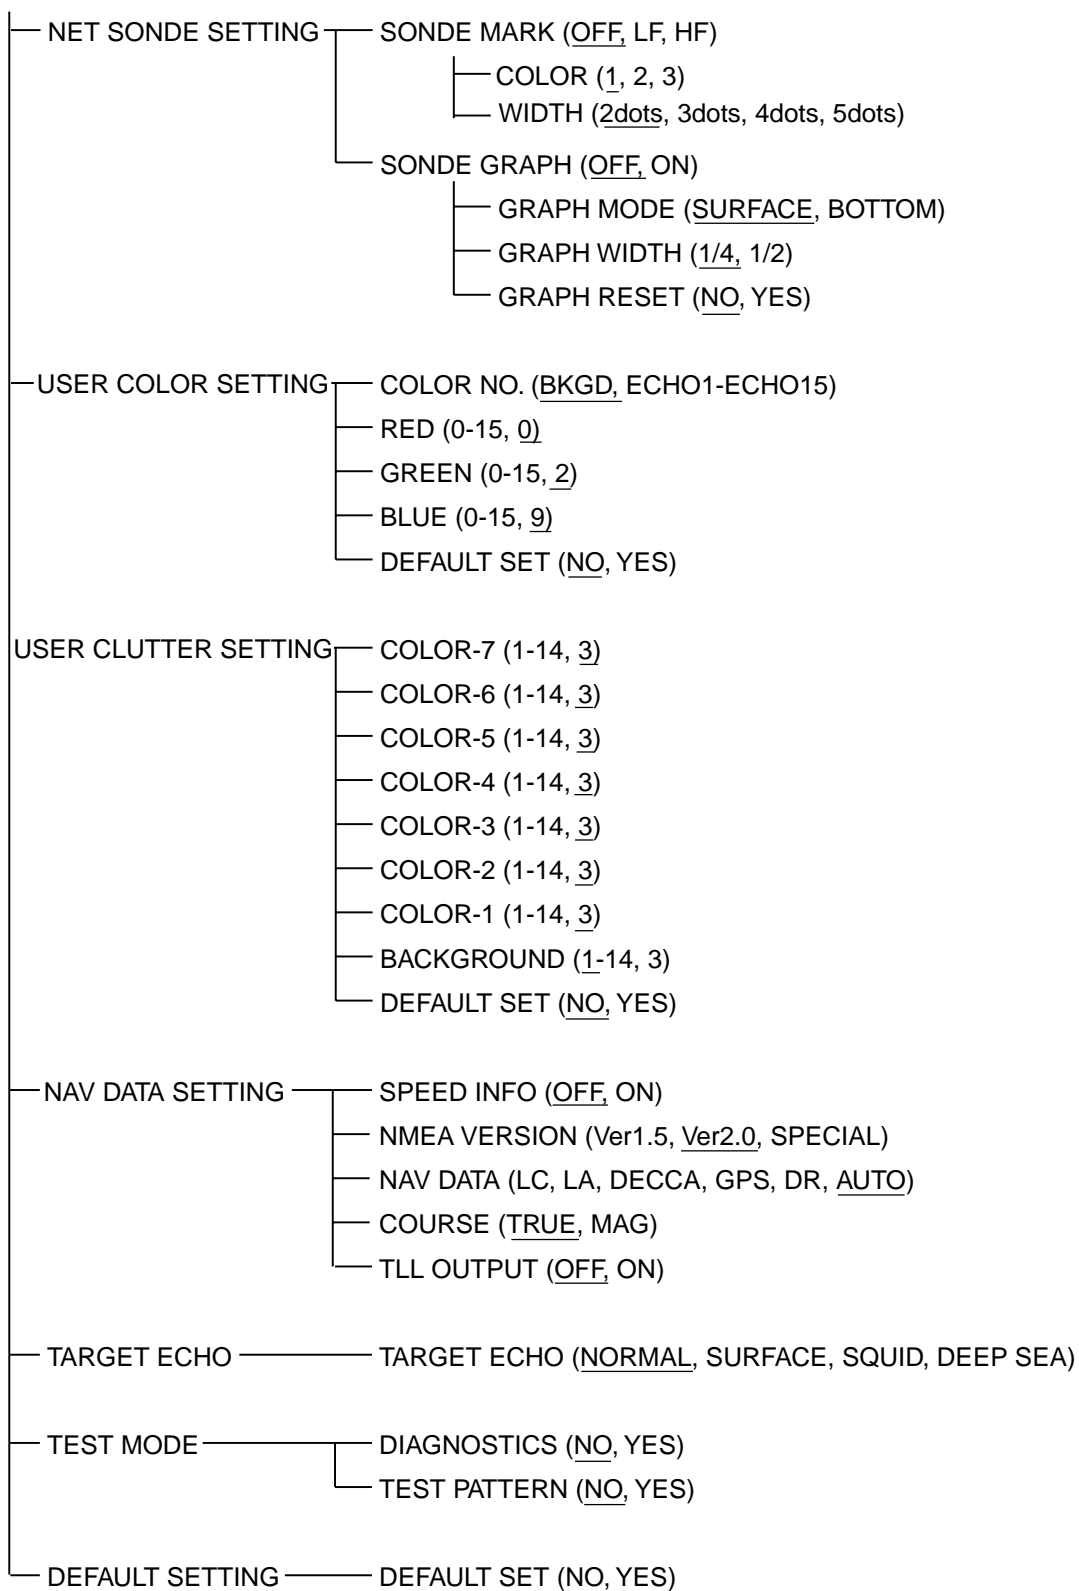 NET SONDE SETTING SONDE MARK (OFF, LF, HF)
COLOR (1, 2, 3)
WIDTH (2dots, 3dots, 4dots, 5dots)
SONDE GRAPH (OFF, ON)
GRAPH MODE (SURFACE, BOTTOM)
GRAPH WIDTH (1/4, 1/2)
GRAPH RESET (NO, YES)
USER COLOR SETTING COLOR NO. (BKGD, ECHO1-ECHO15)
RED (0-15, 0)
GREEN (0-15, 2)
BLUE (0-15, 9)
DEFAULT SET (NO, YES)
USER CLUTTER SETTING COLOR-7 (1-14, 3)
COLOR-6 (1-14, 3)
COLOR-5 (1-14, 3)
COLOR-4 (1-14, 3)
COLOR-3 (1-14, 3)
COLOR-2 (1-14, 3)
COLOR-1 (1-14, 3)
BACKGROUND (1-14, 3)
DEFAULT SET (NO, YES)
NAV DATA SETTING SPEED INFO (OFF, ON)
NMEA VERSION (Ver1.5, Ver2.0, SPECIAL)
NAV DATA (LC, LA, DECCA, GPS, DR, AUTO)
COURSE (TRUE, MAG)
TLL OUTPUT (OFF, ON)
TARGET ECHO TARGET ECHO (NORMAL, SURFACE, SQUID, DEEP SEA)
TEST MODE DIAGNOSTICS (NO, YES)
TEST PATTERN (NO, YES)
DEFAULT SETTING DEFAULT SET (NO, YES)